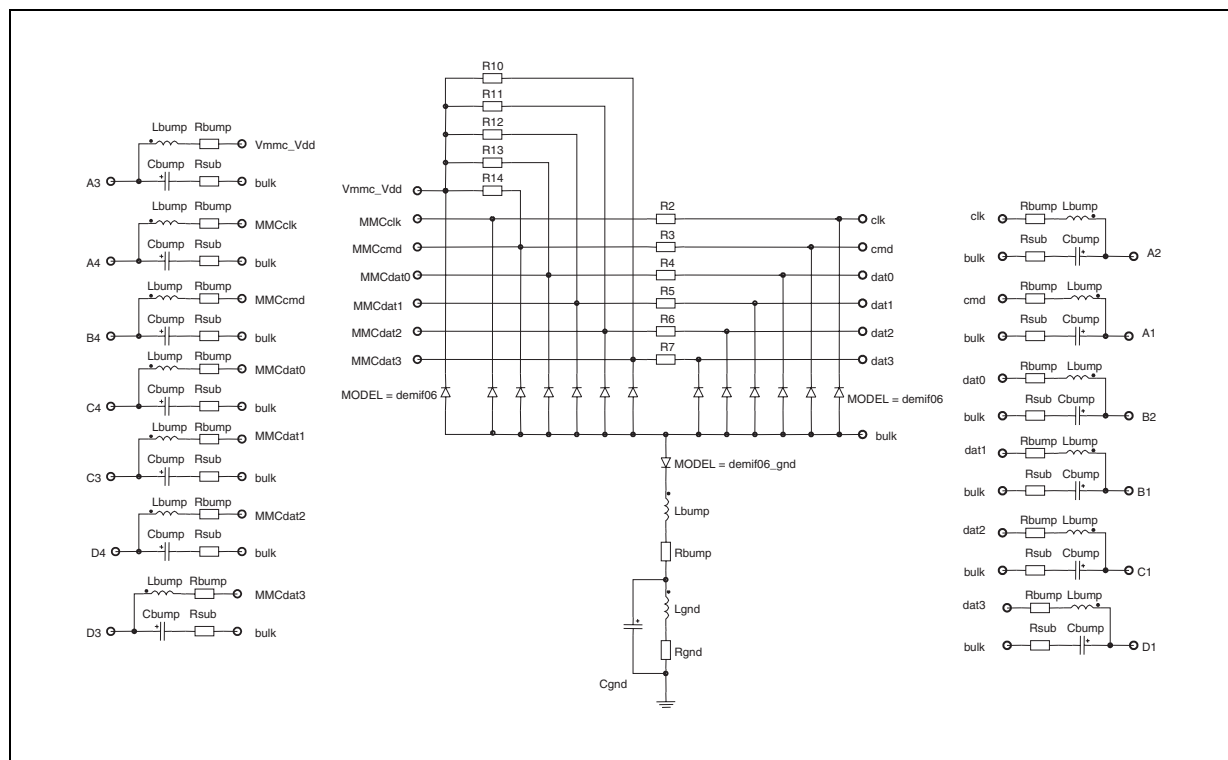 Lbump Rbump
Vmmc_Vdd
Cbump Rsub
A3
bulk
Lbump Rbump
MMCclk
Cbump Rsub
A4
bulk
Lbump Rbump
MMCcmd
Cbump Rsub
B4
bulk
Lbump Rbump
MMCdat0
Cbump Rsub
C4
bulk
Lbump Rbump
MMCdat1
Cbump Rsub
C3
bulk
Lbump Rbump
MMCdat2
Cbump Rsub
D4
bulk
Lbump Rbump
MMCdat3
Cbump Rsub
D3
bulk
R10
R11
R12
R13
R14
Vmmc_Vdd
R2
MMCclk
clk
R3
MMCcmd
cmd
R4
MMCdat0
dat0
R5
MMCdat1
dat1
R6
MMCdat2
dat2
R7
MMCdat3
dat3
MODEL = demif06
MODEL = demif06
bulk
MODEL = demif06_gnd
Lbump
Rbump
Lgnd
Rgnd
Cgnd
clk
Rbump Lbump
Rsub Cbump
bulk
A2
cmd
Rbump Lbump
Rsub Cbump
bulk
A1
dat0
Rbump Lbump
Rsub Cbump
bulk
B2
dat1
Rbump Lbump
Rsub Cbump
bulk
B1
dat2
Rbump Lbump
Rsub Cbump
bulk
C1
dat3
Rbump Lbump
Rsub Cbump
bulk
D1